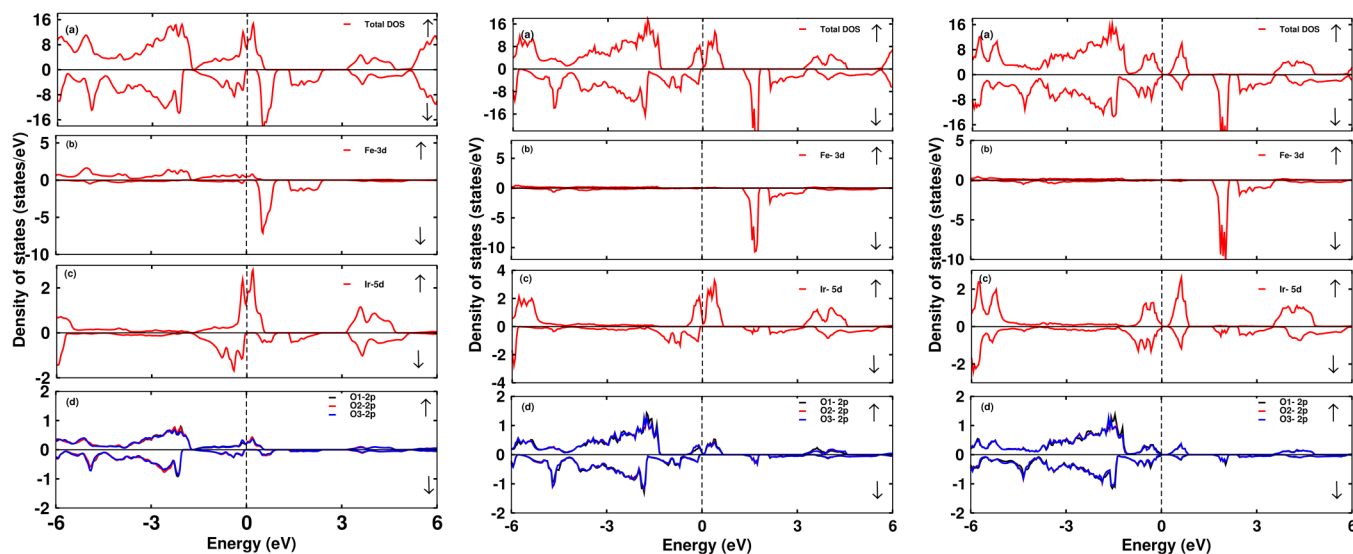 Density of states (states/eV)
(a)
Total DOS
↑
16
8
0
-8
-16
↓
(b)
Fe-3d
↑
5
0
-5
-10
↓
(c)
Ir-5d
↑
2
0
-2
↓
(d)
O1-2p
O2-2p
O3-2p
↑
2
1
0
-1
-2
↓
-6 -3 0 3 6
Energy (eV)
Density of states (states/eV)
(a)
Total DOS
↑
16
8
0
-8
-16
↓
(b)
Fe- 3d
↑
5
0
-5
-10
↓
(c)
Ir- 5d
↑
4
2
0
-2
-4
↓
(d)
O1- 2p
O2- 2p
O3- 2p
↑
2
1
0
-1
-2
↓
-6 -3 0 3 6
Energy (eV)
Density of states (states/eV)
(a)
Total DOS
↑
16
8
0
-8
-16
↓
(b)
Fe- 3d
↑
5
0
-5
-10
↓
(c)
Ir- 5d
↑
2
0
-2
↓
(d)
O1- 2p
O2- 2p
O3- 2p
↑
2
1
0
-1
-2
↓
-6 -3 0 3 6
Energy (eV)